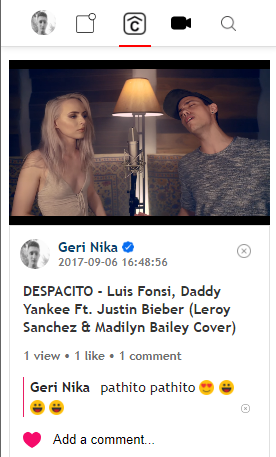 C
Geri Nika
2017-09-06 16:48:56
DESPACITO - Luis Fonsi, Daddy
Yankee Ft. Justin Bieber (Leroy
Sanchez & Madilyn Bailey Cover)
1 view • 1 like • 1 comment
Geri Nika pathito pathito 😍 😀
😀 😀
Add a comment...